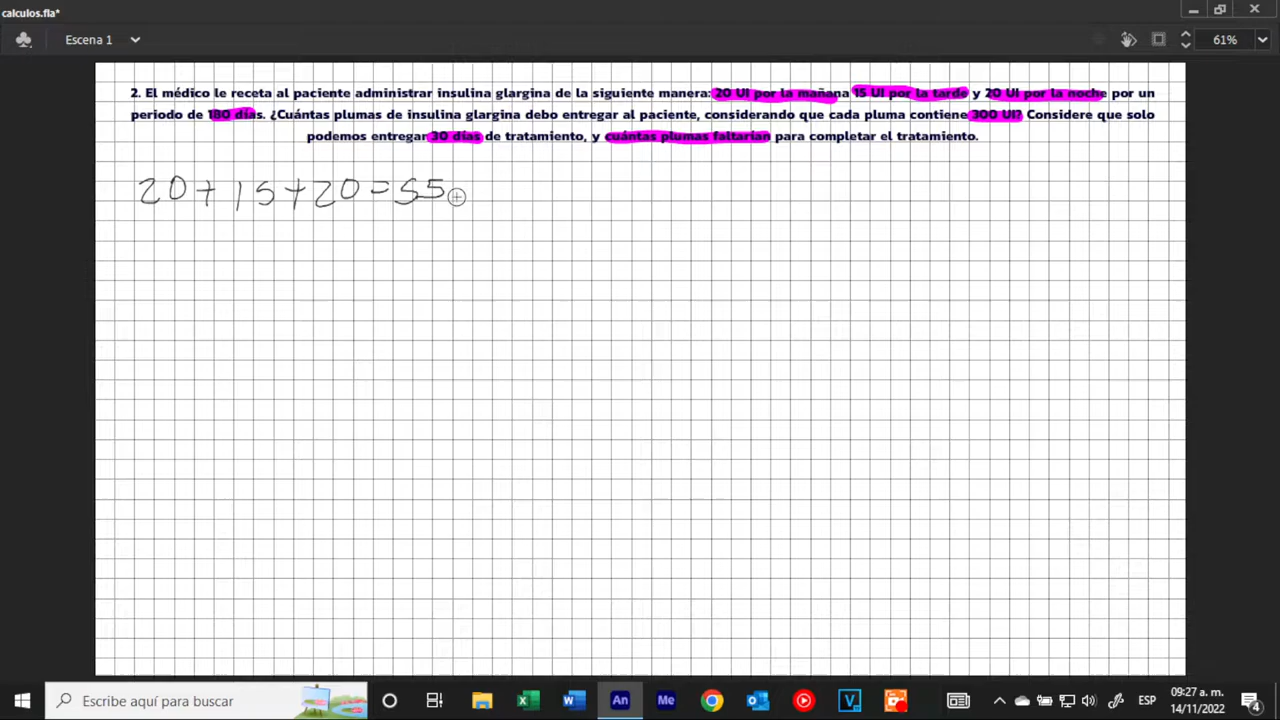 calculos.fla*
Escena 1
61%
2. El médico le receta al paciente administrar insulina glargina de la siguiente manera: 20 UI por la mañana 15 UI por la tarde y 20 UI por la noche por un
periodo de 180 días. ¿Cuántas plumas de insulina glargina debo entregar al paciente, considerando que cada pluma contiene 300 UI? Considere que solo
podemos entregar 30 días de tratamiento, y cuántas plumas faltarían para completar el tratamiento.
20+15+20=55
Escribe aquí para buscar
An
Me
ESP
09:27 a. m.
14/11/2022
4